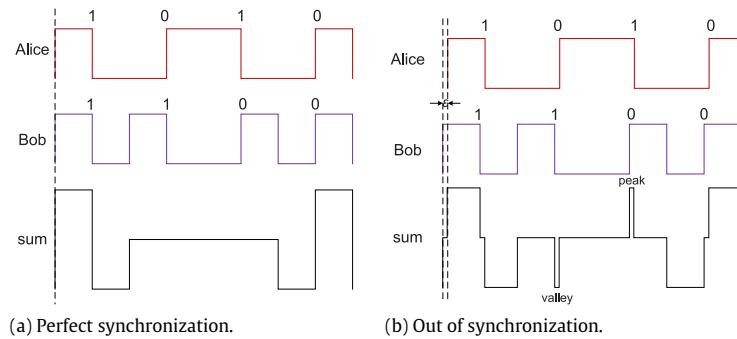 1 0 1 0
Alice
1 1 0 0
Bob
sum
(a) Perfect synchronization.
1 0 1 0
Alice
ε
1 1 0 0
Bob
peak
sum
valley
(b) Out of synchronization.